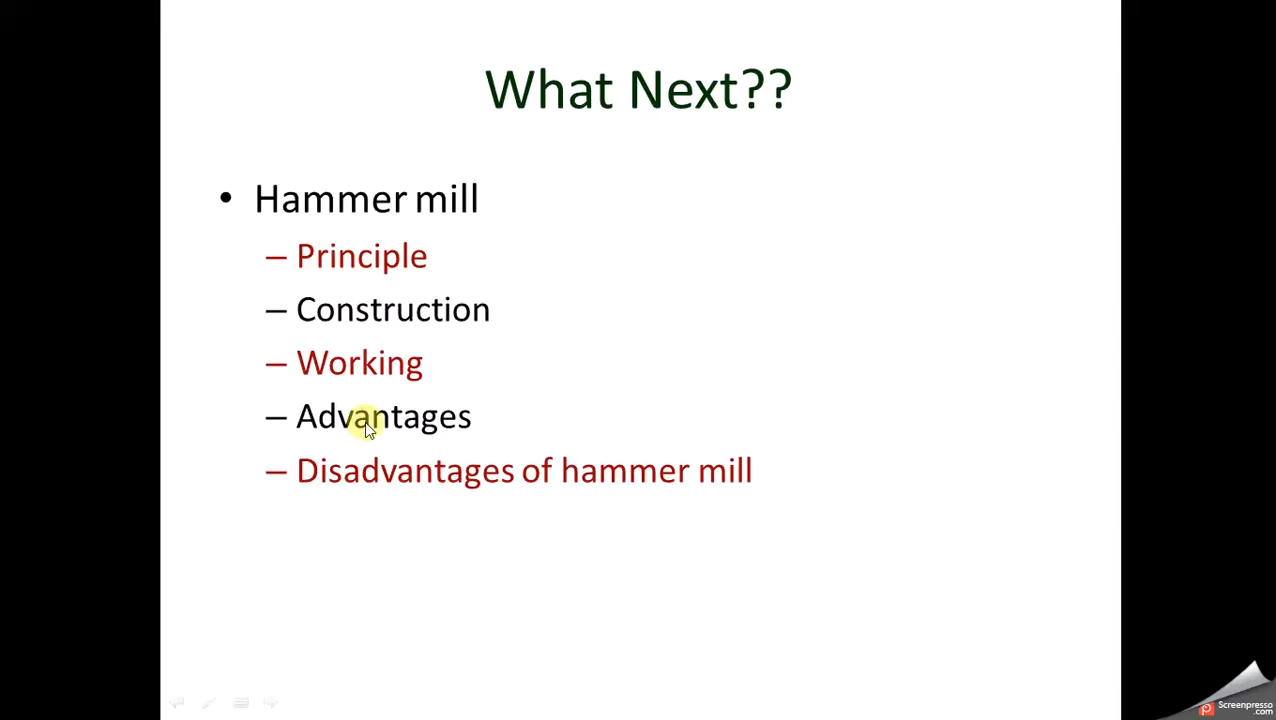 What Next??
• Hammer mill
– Principle
– Construction
– Working
– Advantages
– Disadvantages of hammer mill
Screenpresso
.com